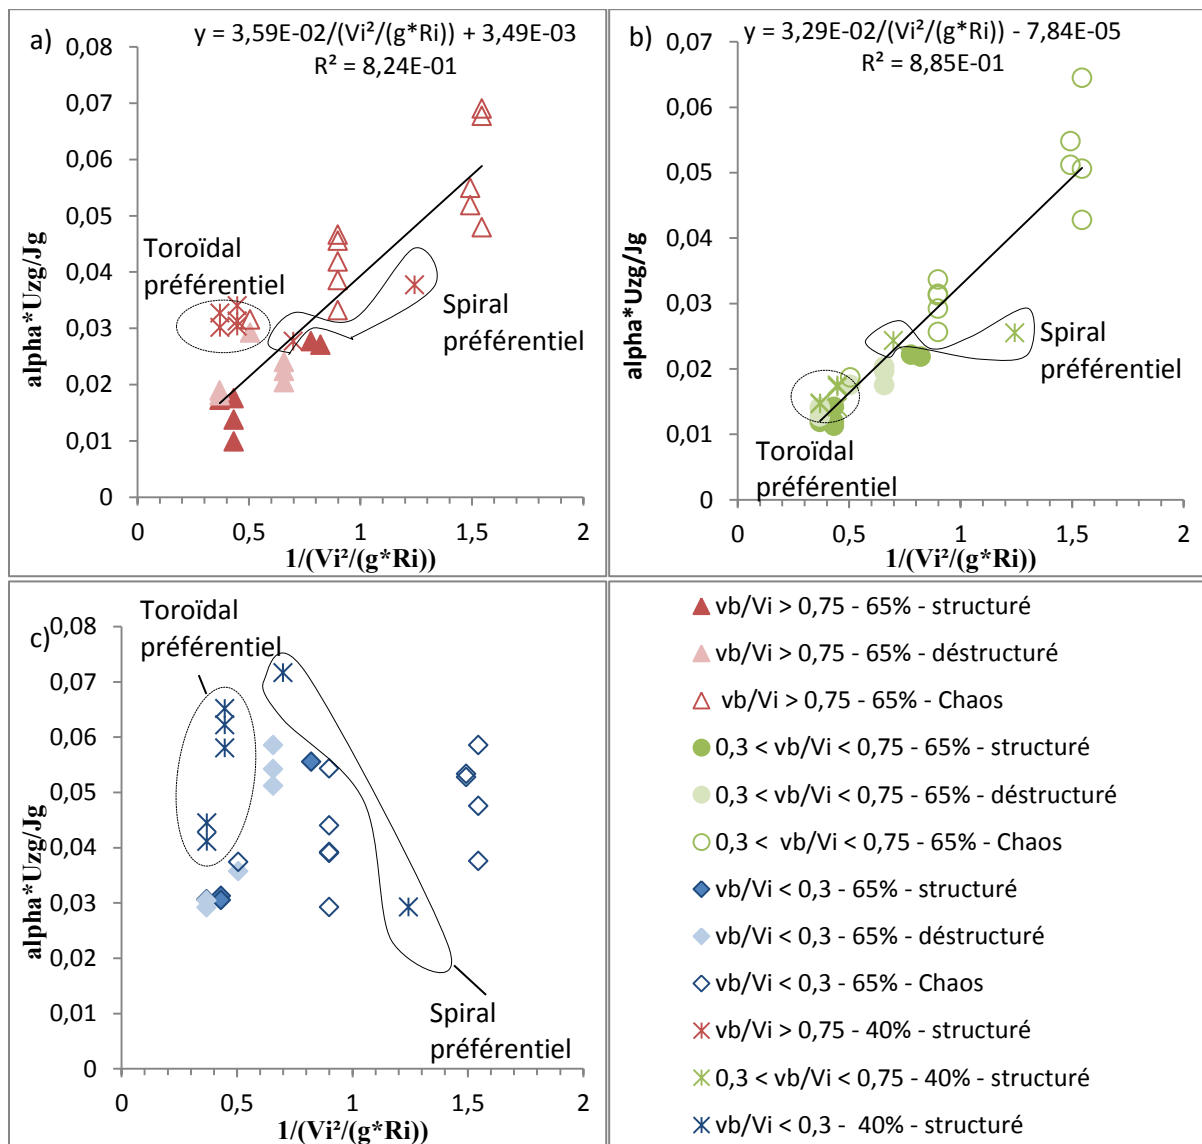 a)
y = 3,59E-02/(Vi²/(g*Ri)) + 3,49E-03
R² = 8,24E-01
0,08
0,07
0,06
0,05
0,04
0,03
0,02
0,01
0
alpha*Uzg/Jg
Toroïdal
préférentiel
Spiral
préférentiel
0
0,5
1
1,5
2
1/(Vi²/(g*Ri))
b)
y = 3,29E-02/(Vi²/(g*Ri)) - 7,84E-05
R² = 8,85E-01
0,07
0,06
0,05
0,04
0,03
0,02
0,01
0
alpha*Uzg/Jg
Spiral
préférentiel
Toroïdal
préférentiel
0
0,5
1
1,5
2
1/(Vi²/(g*Ri))
c)
Toroïdal
préférentiel
0,08
0,07
0,06
0,05
0,04
0,03
0,02
0,01
0
alpha*Uzg/Jg
Spiral
préférentiel
0
0,5
1
1,5
2
1/(Vi²/(g*Ri))
vb/Vi > 0,75 - 65% - structuré
vb/Vi > 0,75 - 65% - déstructuré
vb/Vi > 0,75 - 65% - Chaos
0,3 < vb/Vi < 0,75 - 65% - structuré
0,3 < vb/Vi < 0,75 - 65% - déstructuré
0,3 < vb/Vi < 0,75 - 65% - Chaos
vb/Vi < 0,3 - 65% - structuré
vb/Vi < 0,3 - 65% - déstructuré
vb/Vi < 0,3 - 65% - Chaos
vb/Vi > 0,75 - 40% - structuré
0,3 < vb/Vi < 0,75 - 40% - structuré
vb/Vi < 0,3 - 40% - structuré